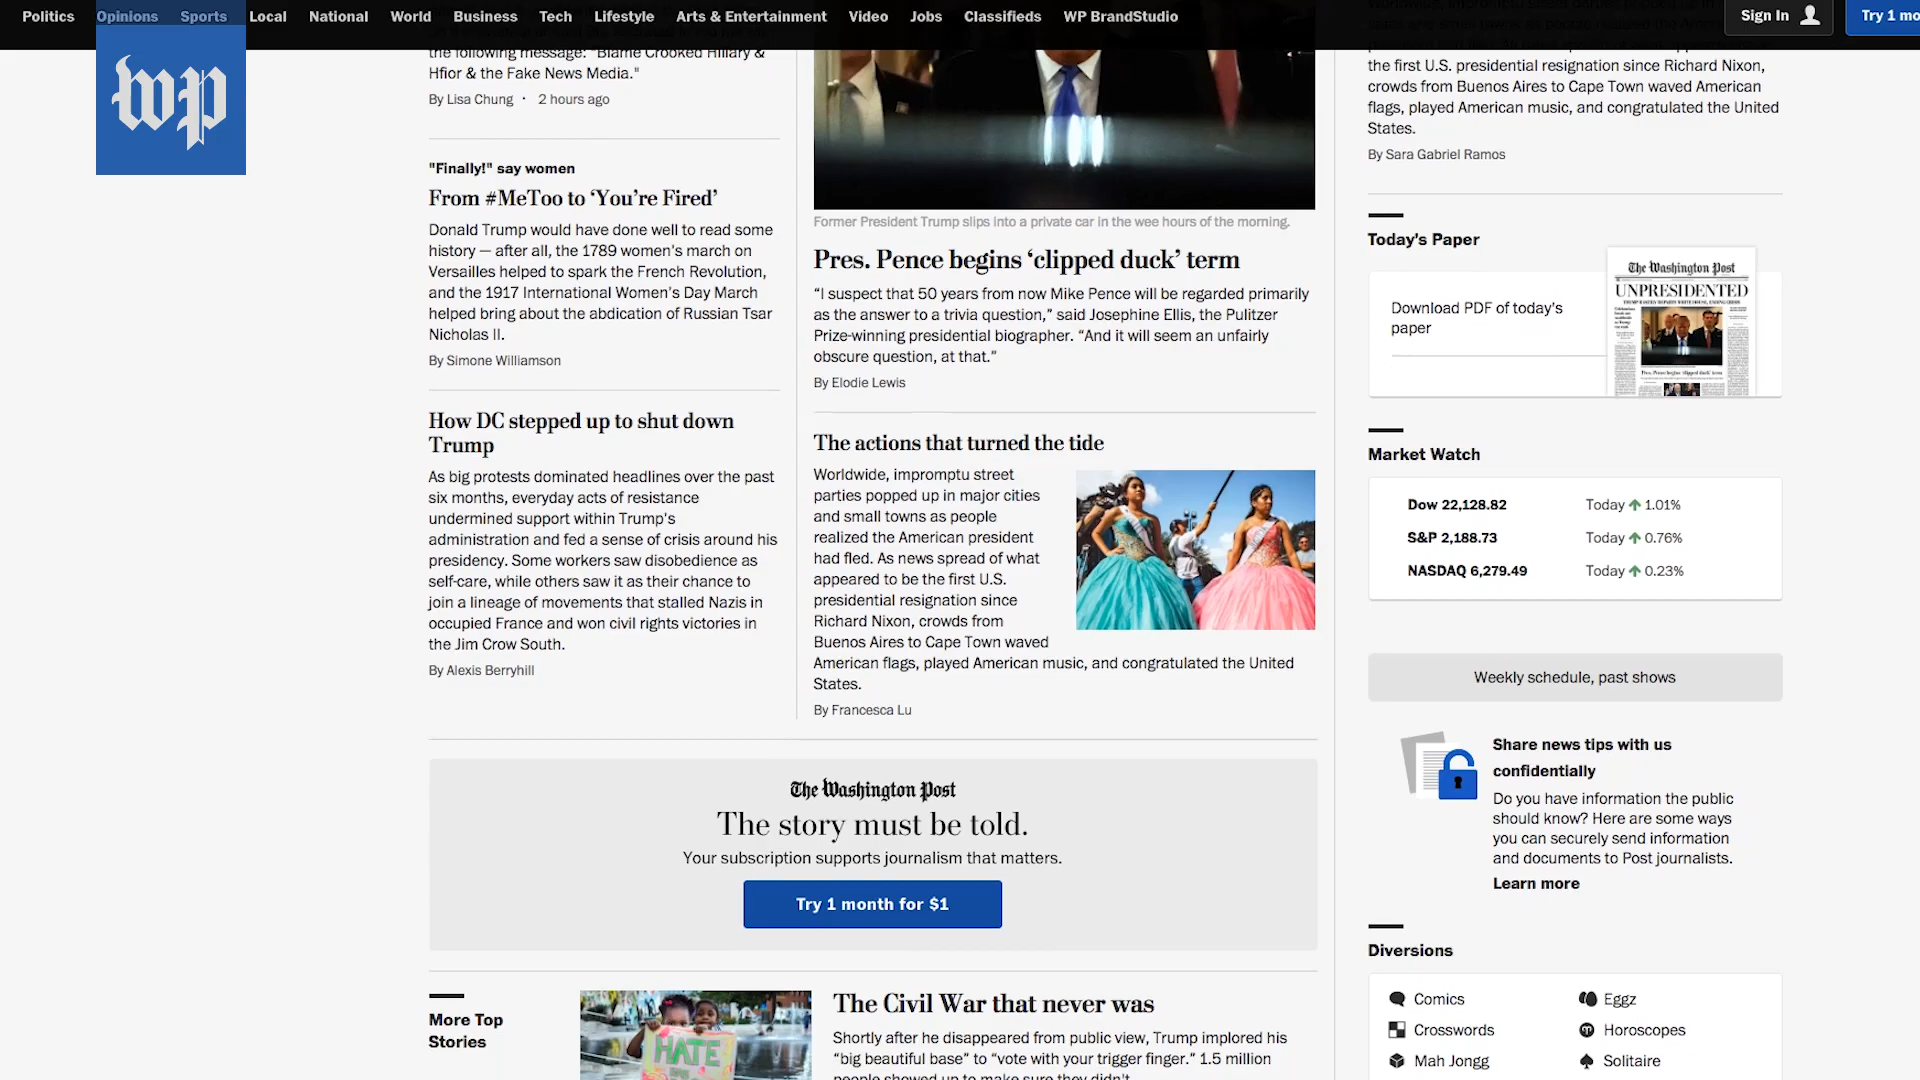 Politics Opinions Sports Local National World Business Tech Lifestyle Arts & Entertainment Video Jobs Classifieds WP BrandStudio Sign In Try 1 mo
wp
the following message: "Blame Crooked Hillary &
Hfior & the Fake News Media."
By Lisa Chung · 2 hours ago
"Finally!" say women
From #MeToo to ‘You’re Fired’
Donald Trump would have done well to read some
history — after all, the 1789 women's march on
Versailles helped to spark the French Revolution,
and the 1917 International Women's Day March
helped bring about the abdication of Russian Tsar
Nicholas II.
By Simone Williamson
How DC stepped up to shut down
Trump
As big protests dominated headlines over the past
six months, everyday acts of resistance
undermined support within Trump's
administration and fed a sense of crisis around his
presidency. Some workers saw disobedience as
self-care, while others saw it as their chance to
join a lineage of movements that stalled Nazis in
occupied France and won civil rights victories in
the Jim Crow South.
By Alexis Berryhill
Former President Trump slips into a private car in the wee hours of the morning.
Pres. Pence begins ‘clipped duck’ term
“I suspect that 50 years from now Mike Pence will be regarded primarily
as the answer to a trivia question,” said Josephine Ellis, the Pulitzer
Prize-winning presidential biographer. “And it will seem an unfairly
obscure question, at that.”
By Elodie Lewis
The actions that turned the tide
Worldwide, impromptu street
parties popped up in major cities
and small towns as people
realized the American president
had fled. As news spread of what
appeared to be the first U.S.
presidential resignation since
Richard Nixon, crowds from
Buenos Aires to Cape Town waved
American flags, played American music, and congratulated the United
States.
By Francesca Lu
the first U.S. presidential resignation since Richard Nixon,
crowds from Buenos Aires to Cape Town waved American
flags, played American music, and congratulated the United
States.
By Sara Gabriel Ramos
Today's Paper
Download PDF of today's
paper
The Washington Post
UNPRESIDENTED
TRUMP HASTILY DEPARTS WHITE HOUSE, ENDING CRISIS
Pres. Pence begins 'clipped duck' term
Market Watch
Dow 22,128.82 Today 1.01%
S&P 2,188.73 Today 0.76%
NASDAQ 6,279.49 Today 0.23%
Weekly schedule, past shows
Share news tips with us
confidentially
Do you have information the public
should know? Here are some ways
you can securely send information
and documents to Post journalists.
Learn more
Diversions
Comics Eggz
Crosswords Horoscopes
Mah Jongg Solitaire
The Washington Post
The story must be told.
Your subscription supports journalism that matters.
Try 1 month for $1
More Top
Stories
HATE
The Civil War that never was
Shortly after he disappeared from public view, Trump implored his
“big beautiful base” to “vote with your trigger finger.” 1.5 million
people showed up to make sure they didn't